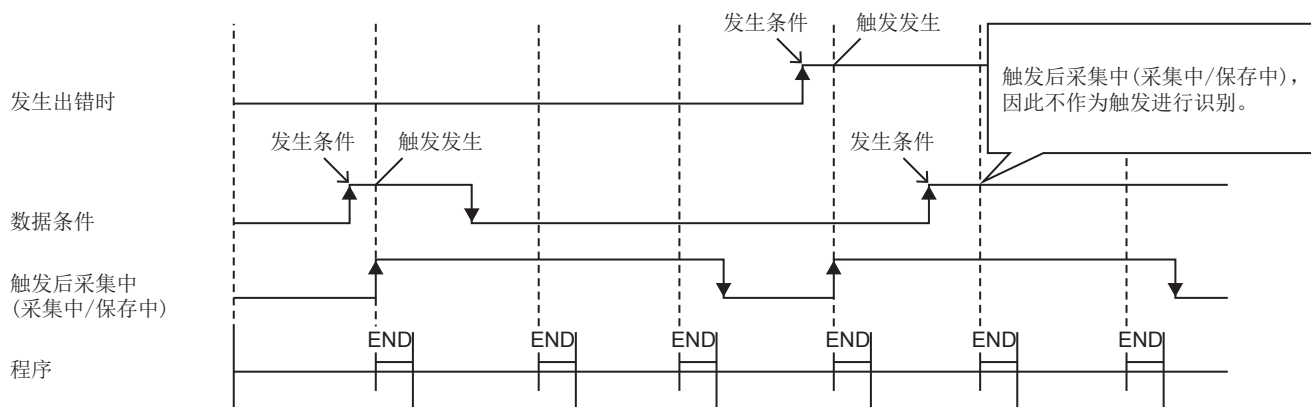 发生条件 触发发生
触发后采集中(采集中/保存中),
因此不作为触发进行识别。
发生出错时
发生条件 触发发生 发生条件
数据条件
触发后采集中
(采集中/保存中)
END END END END END END
程序